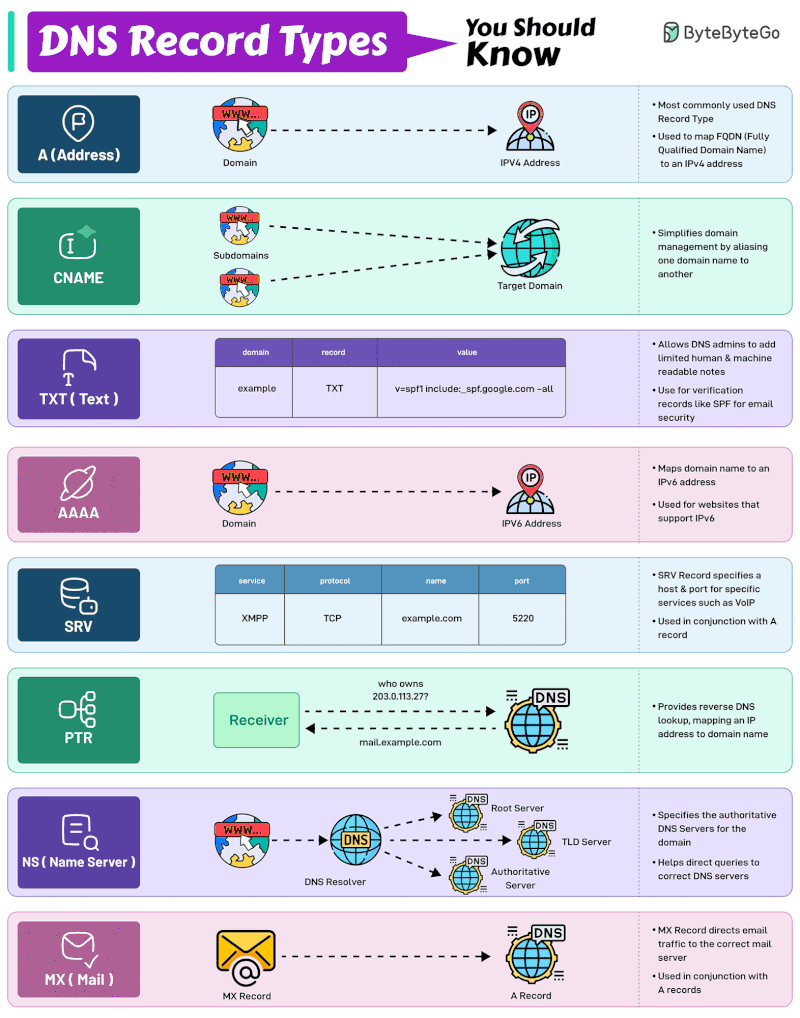 DNS Record Types
You Should
Know
ByteByteGo
A (Address)
WWW...
Domain
IP
IPV4 Address
• Most commonly used DNS
Record Type
• Used to map FQDN (Fully
Qualified Domain Name)
to an IPv4 address
CNAME
WWW...
Subdomains
WWW...
Target Domain
• Simplifies domain
management by aliasing
one domain name to
another
T
TXT ( Text )
domain record value
example TXT v=spf1 include:_spf.google.com ~all
• Allows DNS admins to add
limited human & machine
readable notes
• Use for verification
records like SPF for email
security
AAAA
WWW...
Domain
IP
IPV6 Address
• Maps domain name to an
IPv6 address
• Used for websites that
support IPv6
SRV
service protocol name port
XMPP TCP example.com 5220
• SRV Record specifies a
host & port for specific
services such as VoIP
• Used in conjunction with A
record
PTR
Receiver
who owns
203.0.113.27?
mail.example.com
DNS
• Provides reverse DNS
lookup, mapping an IP
address to domain name
NS ( Name Server )
WWW...
DNS
DNS Resolver
DNS
Root Server
DNS
TLD Server
DNS
Authoritative
Server
• Specifies the authoritative
DNS Servers for the
domain
• Helps direct queries to
correct DNS servers
MX ( Mail )
@
MX Record
DNS
A Record
• MX Record directs email
traffic to the correct mail
server
• Used in conjunction with
A records